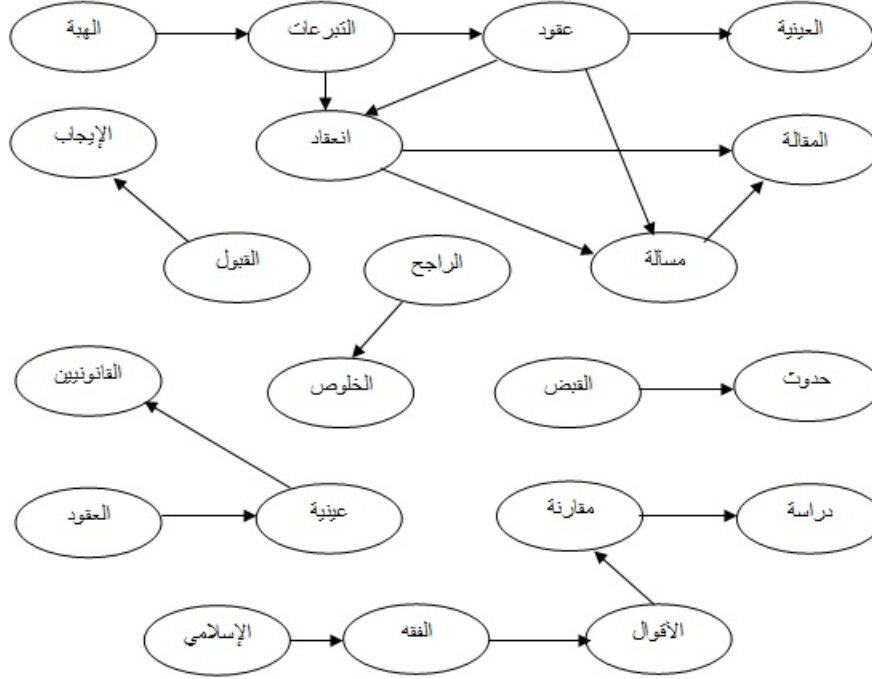 العينية عقود التبرعات الهبة
المقالة انعقاد الإيجاب
مسألة الراجح القبول
حدوث القبض الخلوص القانونيين
دراسة مقارنة عينية العقود
الأقوال الفقه الإسلامي